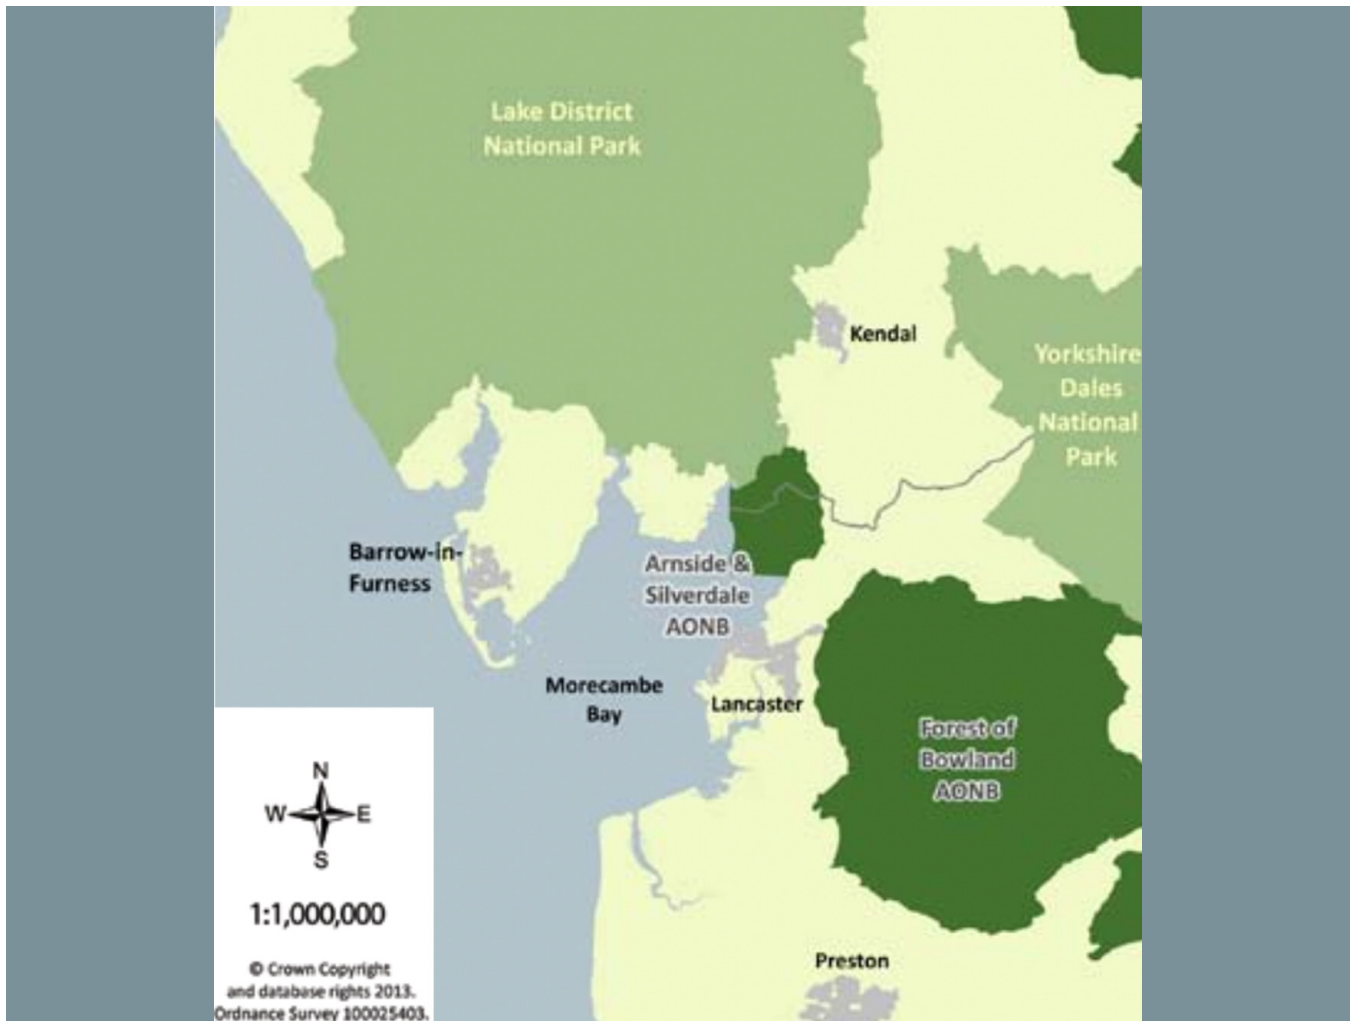 Lake District
National Park
Kendal
Yorkshire
Dales
National
Park
Barrow-in-
Furness
Arnside &
Silverdale
AONB
Morecambe
Bay
Lancaster
Forest of
Bowland
AONB
N
W E
S
1:1,000,000
© Crown Copyright
and database rights 2013.
Ordnance Survey 100025403.
Preston